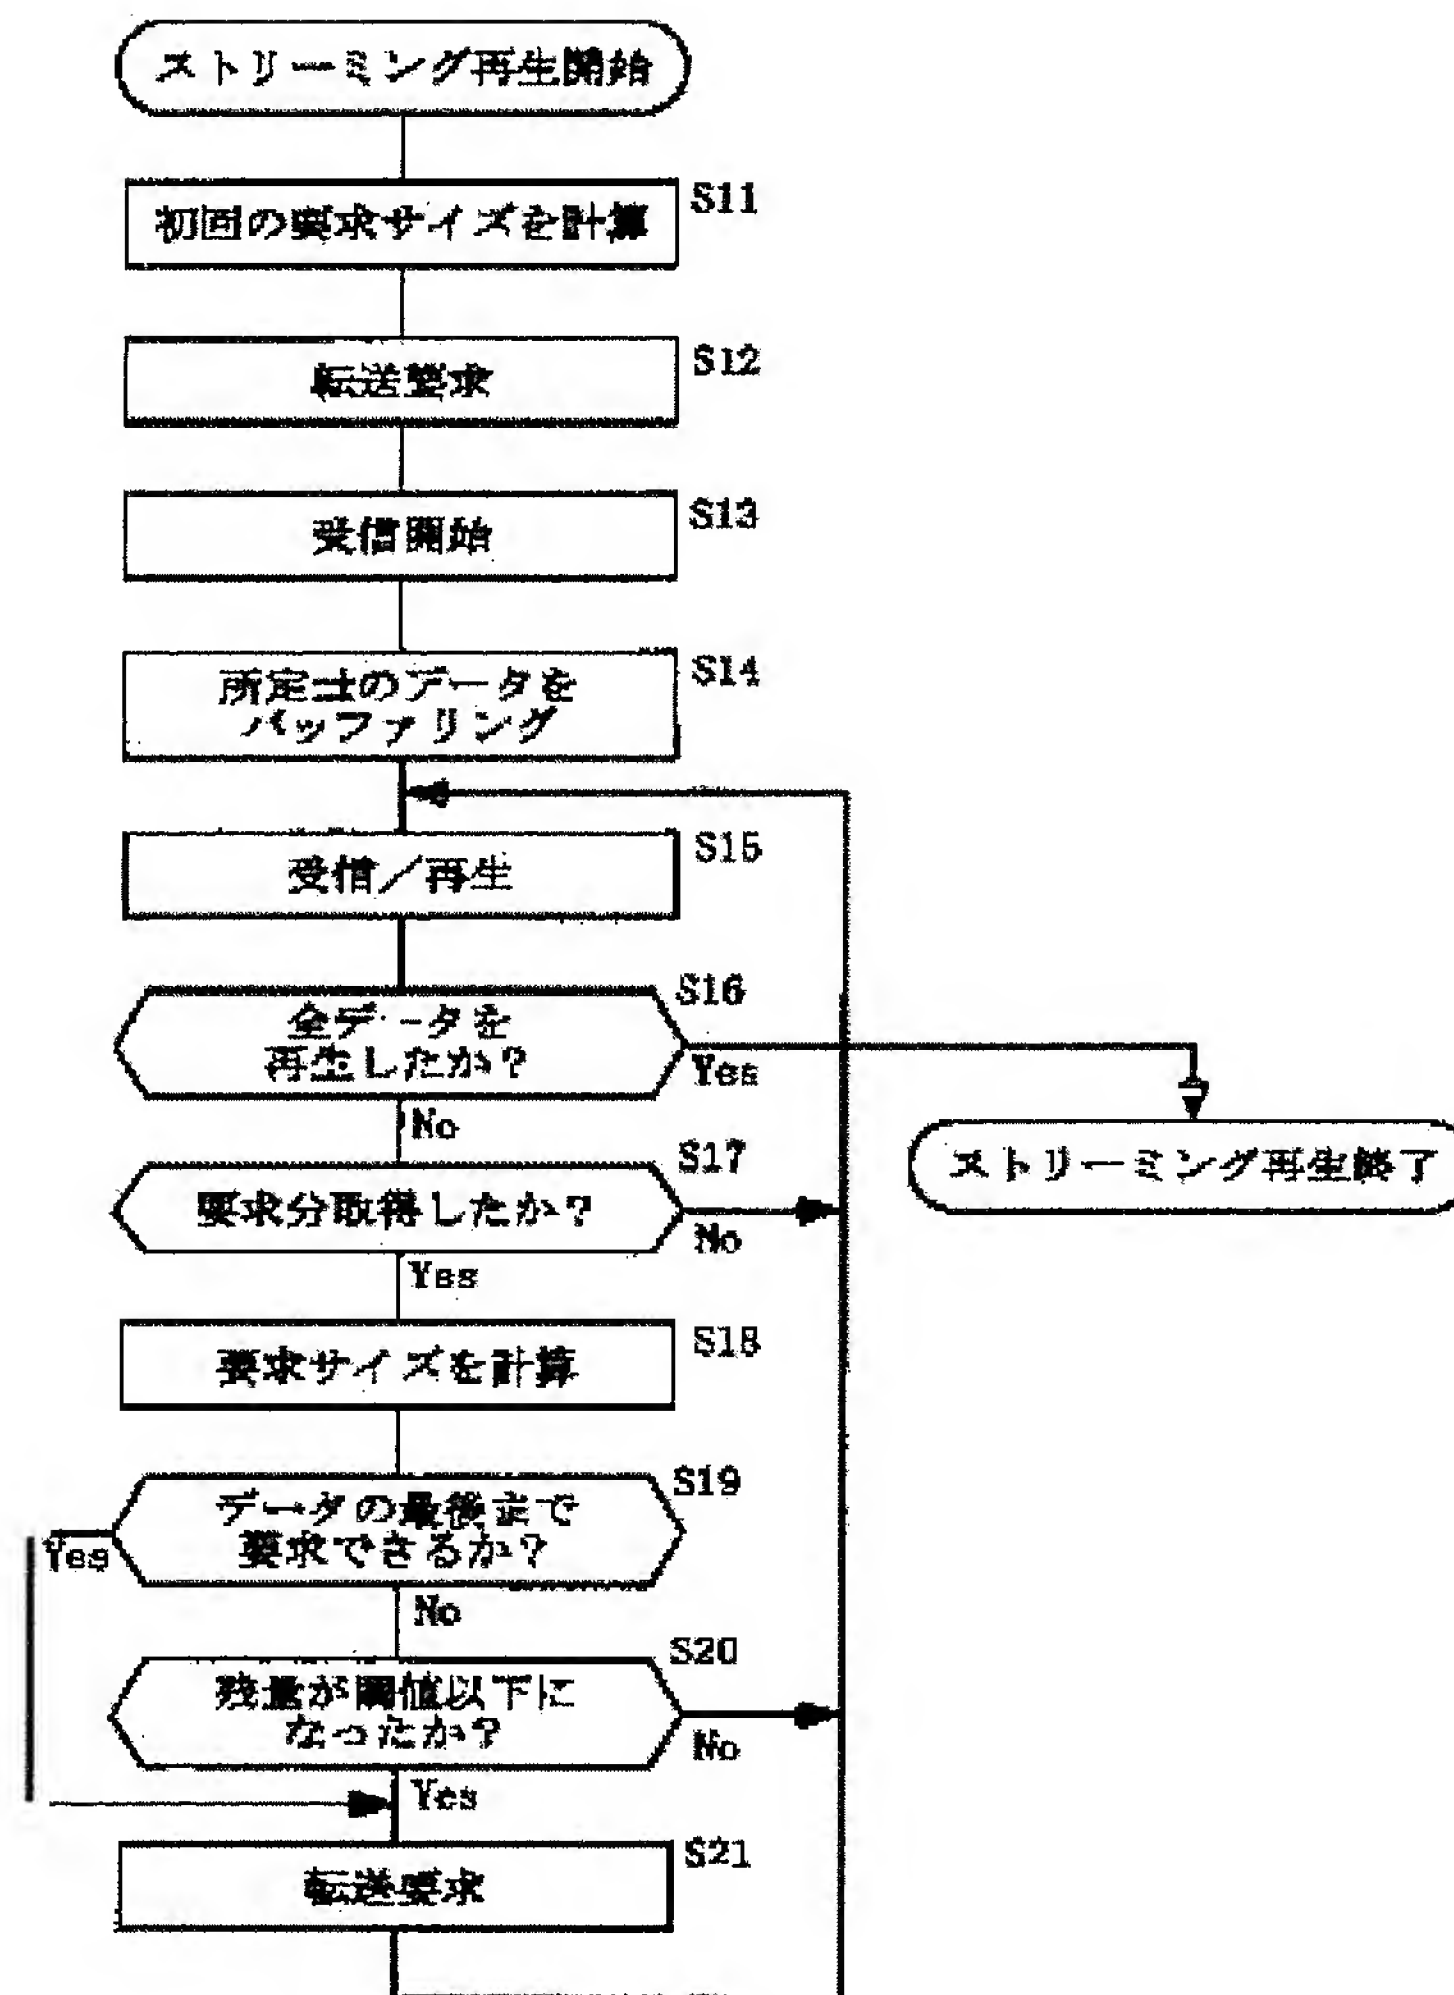 ストリーミング再生開始
S11
初回の要求サイズを計算
S12
転送要求
S13
受信開始
S14
所定量のデータを
バッファリング
S15
受信／再生
S16
全データを
再生したか？
Yes
No
ストリーミング再生終了
S17
要求分取得したか？
No
Yes
S18
要求サイズを計算
S19
データの最後まで
要求できるか？
Yes
No
S20
残量が閾値以下に
なったか？
No
Yes
S21
転送要求